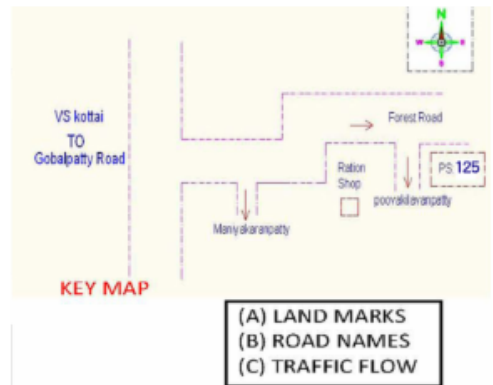 N
W
E
S
VS kottai
TO
Gobalpatty Road
Forest Road
Ration
Shop
PS 125
poovakilavanpatty
Maniyakaranpatty
KEY MAP
(A) LAND MARKS
(B) ROAD NAMES
(C) TRAFFIC FLOW